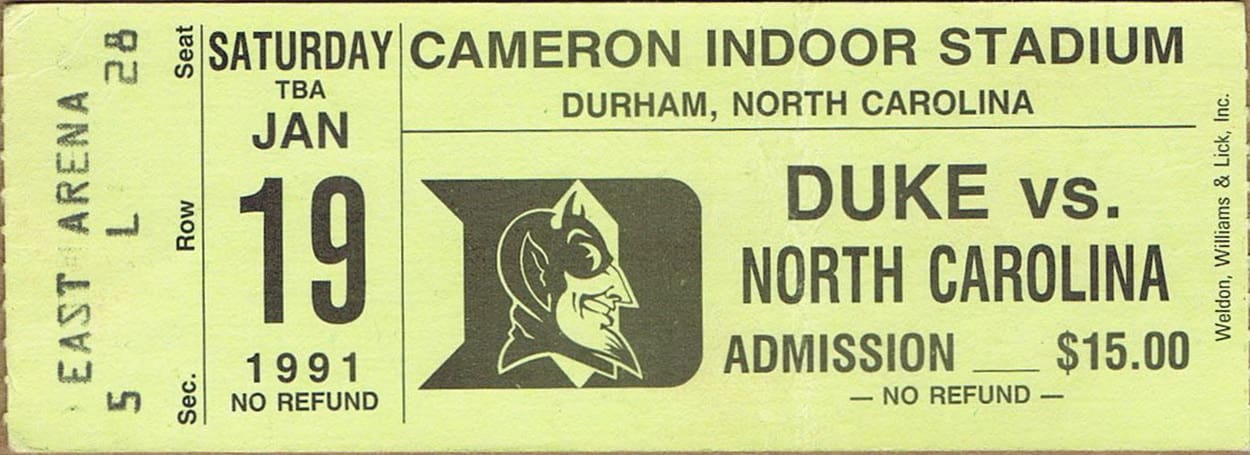 EAST ARENA
5 L 28
Sec. Row Seat
SATURDAY
TBA
JAN
19
1991
NO REFUND
CAMERON INDOOR STADIUM
DURHAM, NORTH CAROLINA
DUKE vs.
NORTH CAROLINA
ADMISSION ___ $15.00
— NO REFUND —
Weldon, Williams & Lick, Inc.